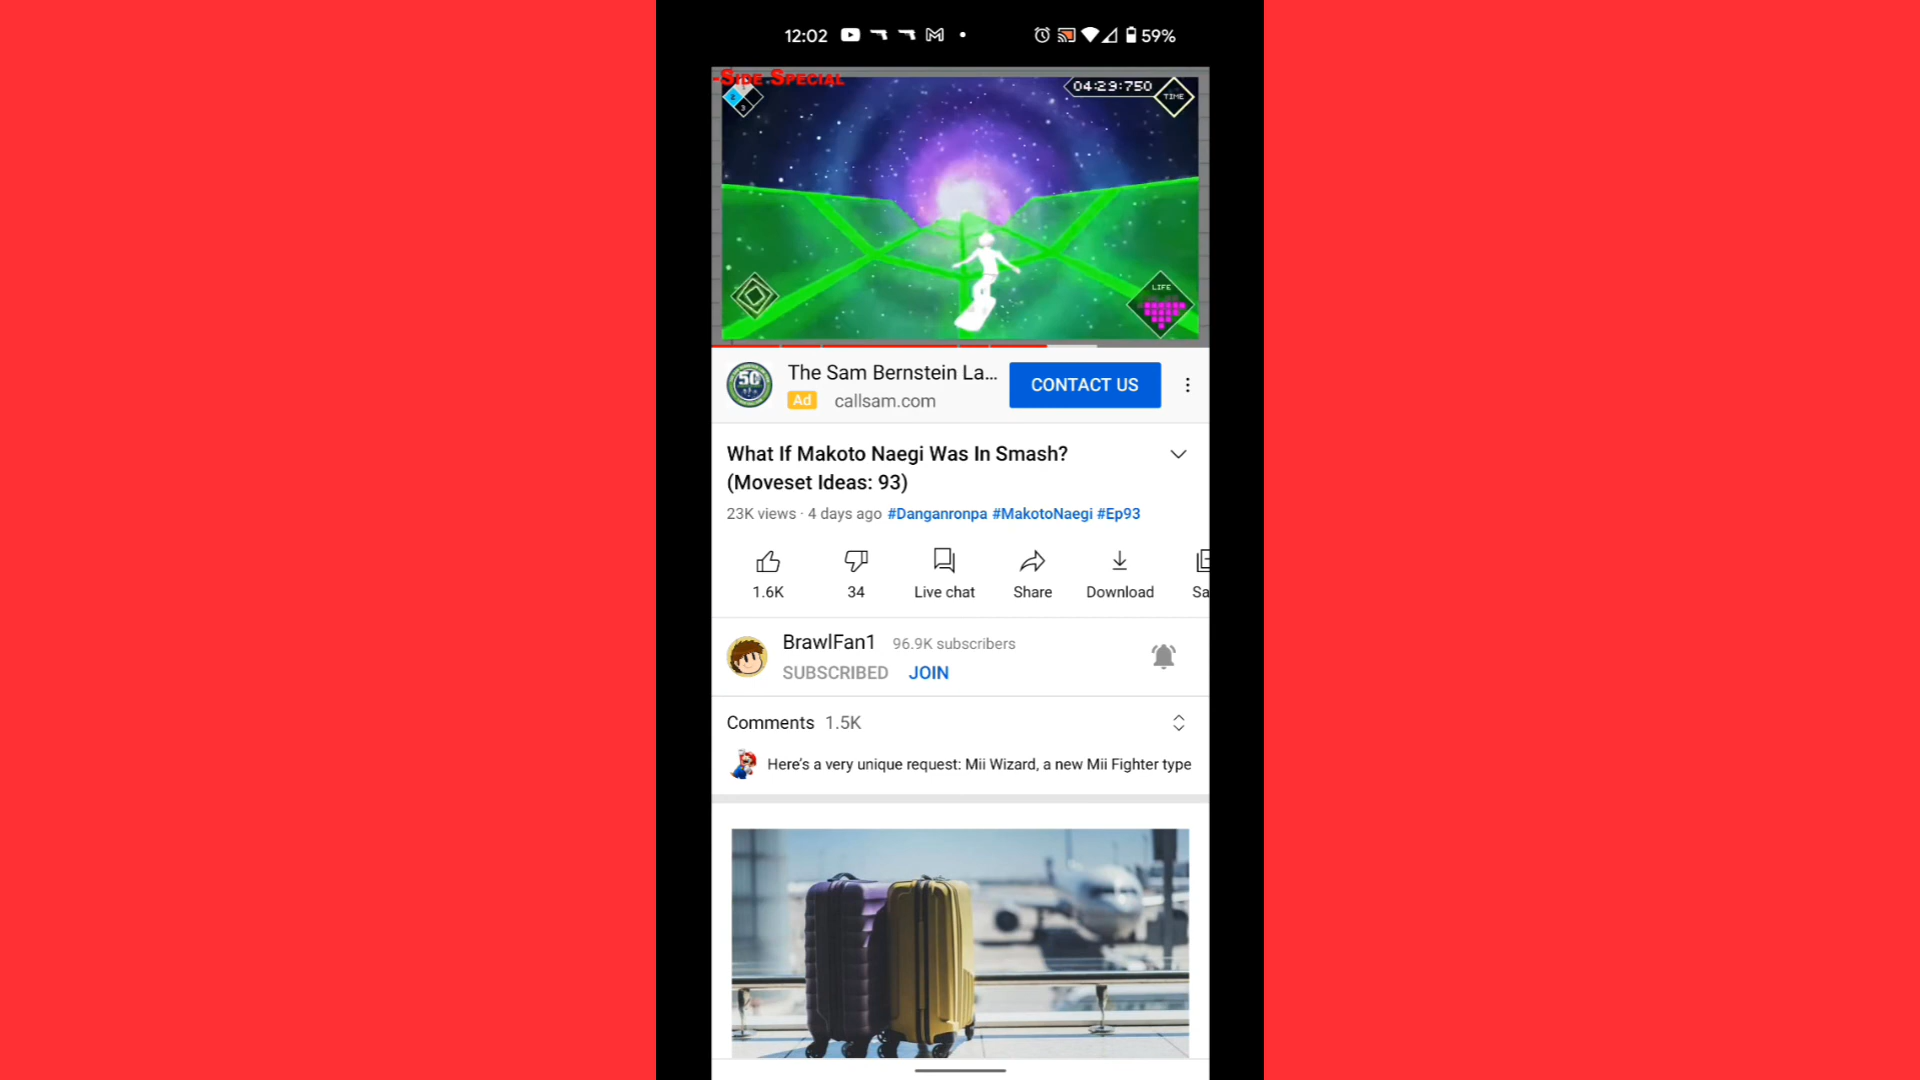 12:02
59%
-Side Special
04:29:750
TIME
2
3
LIFE
50
The Sam Bernstein La...
CONTACT US
Ad callsam.com
What If Makoto Naegi Was In Smash?
(Moveset Ideas: 93)
23K views · 4 days ago #Danganronpa #MakotoNaegi #Ep93
1.6K
34
Live chat
Share
Download
Sa
BrawlFan1 96.9K subscribers
SUBSCRIBED JOIN
Comments 1.5K
Here's a very unique request: Mii Wizard, a new Mii Fighter type